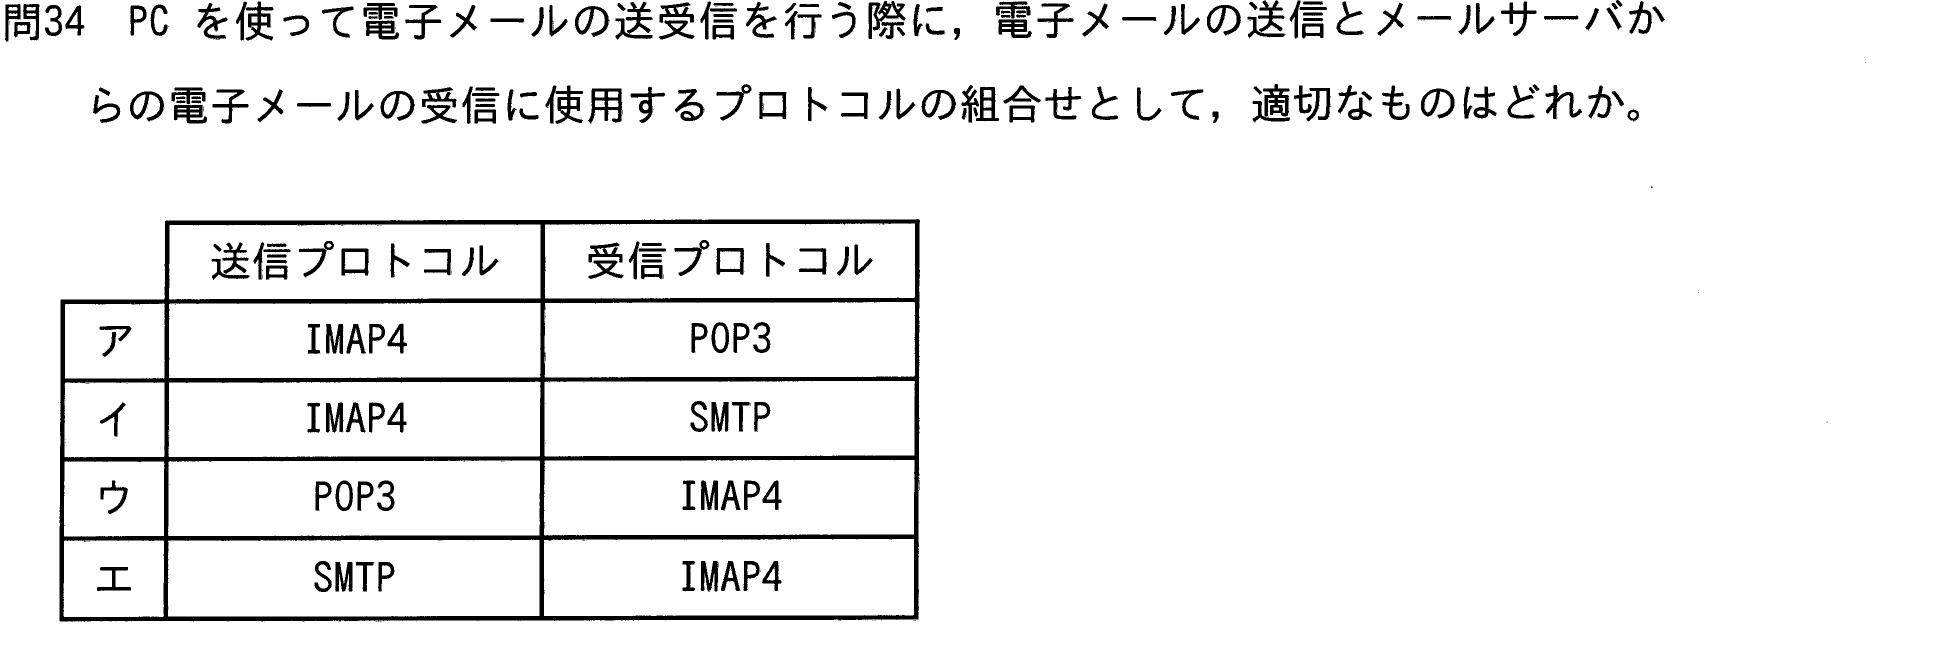 問34 PC を使って電子メールの送受信を行う際に，電子メールの送信とメールサーバか
らの電子メールの受信に使用するプロトコルの組合せとして，適切なものはどれか。
送信プロトコル 受信プロトコル
ア IMAP4 POP3
イ IMAP4 SMTP
ウ POP3 IMAP4
エ SMTP IMAP4